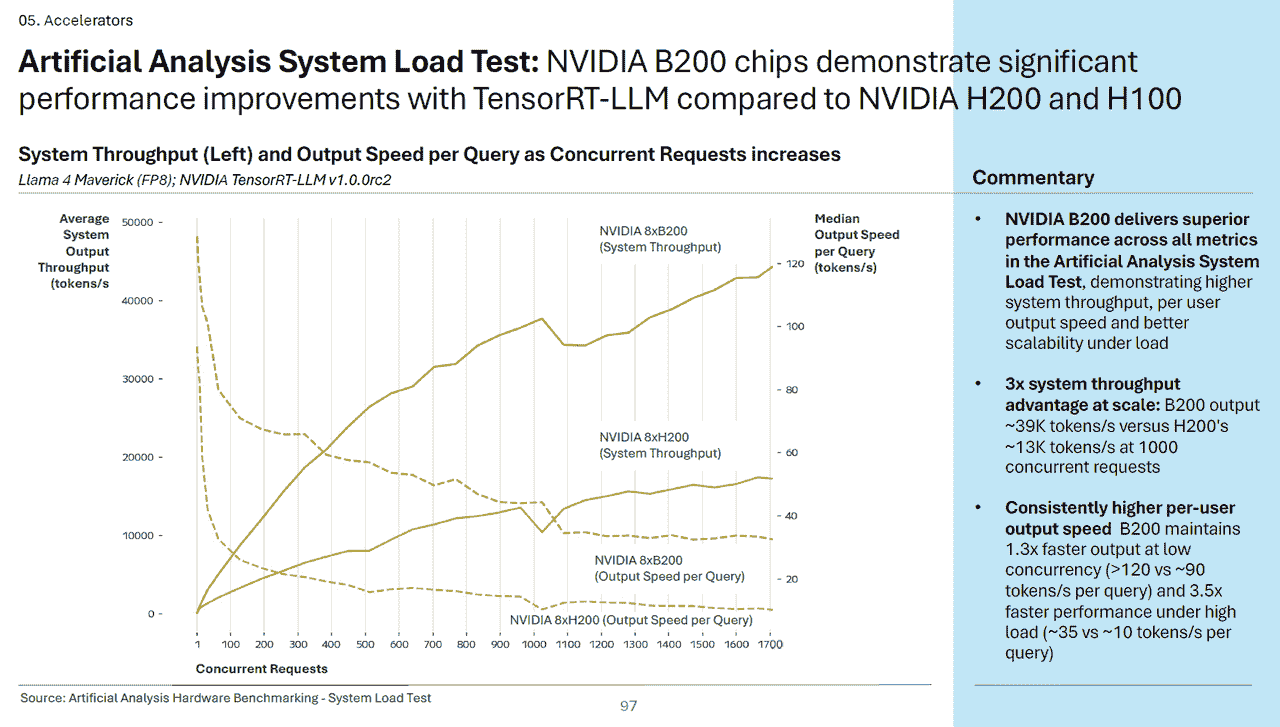 05. Accelerators
Artificial Analysis System Load Test: NVIDIA B200 chips demonstrate significant
performance improvements with TensorRT-LLM compared to NVIDIA H200 and H100
System Throughput (Left) and Output Speed per Query as Concurrent Requests increases
Llama 4 Maverick (FP8); NVIDIA TensorRT-LLM v1.0.0rc2
Average
System
Output
Throughput
(tokens/s
50000
40000
30000
20000
10000
0
NVIDIA 8xB200
(System Throughput)
NVIDIA 8xH200
(System Throughput)
NVIDIA 8xB200
(Output Speed per Query)
NVIDIA 8xH200 (Output Speed per Query)
Median
Output Speed
per Query
(tokens/s)
120
100
80
60
40
20
1 100 200 300 400 500 600 700 800 900 1000 1100 1200 1300 1400 1500 1600 1700
Concurrent Requests
Commentary
• NVIDIA B200 delivers superior
performance across all metrics
in the Artificial Analysis System
Load Test, demonstrating higher
system throughput, per user
output speed and better
scalability under load
• 3x system throughput
advantage at scale: B200 output
~39K tokens/s versus H200's
~13K tokens/s at 1000
concurrent requests
• Consistently higher per-user
output speed B200 maintains
1.3x faster output at low
concurrency (>120 vs ~90
tokens/s per query) and 3.5x
faster performance under high
load (~35 vs ~10 tokens/s per
query)
Source: Artificial Analysis Hardware Benchmarking - System Load Test
97